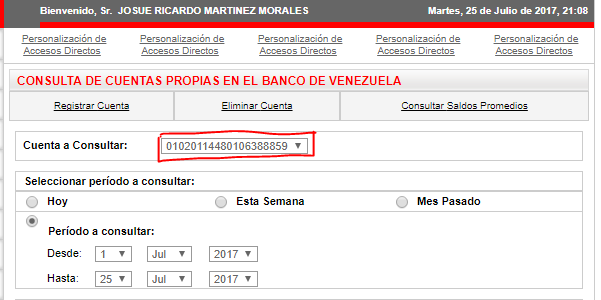 Bienvenido, Sr. JOSUE RICARDO MARTINEZ MORALES Martes, 25 de Julio de 2017, 21:08
Personalización de Accesos Directos Personalización de Accesos Directos Personalización de Accesos Directos Personalización de Accesos Directos Personalización de Accesos Directos
CONSULTA DE CUENTAS PROPIAS EN EL BANCO DE VENEZUELA
Registrar Cuenta Eliminar Cuenta Consultar Saldos Promedios
Cuenta a Consultar: 01020114480106388859
Seleccionar período a consultar:
Hoy Esta Semana Mes Pasado
Período a consultar:
Desde: 1 Jul 2017
Hasta: 25 Jul 2017